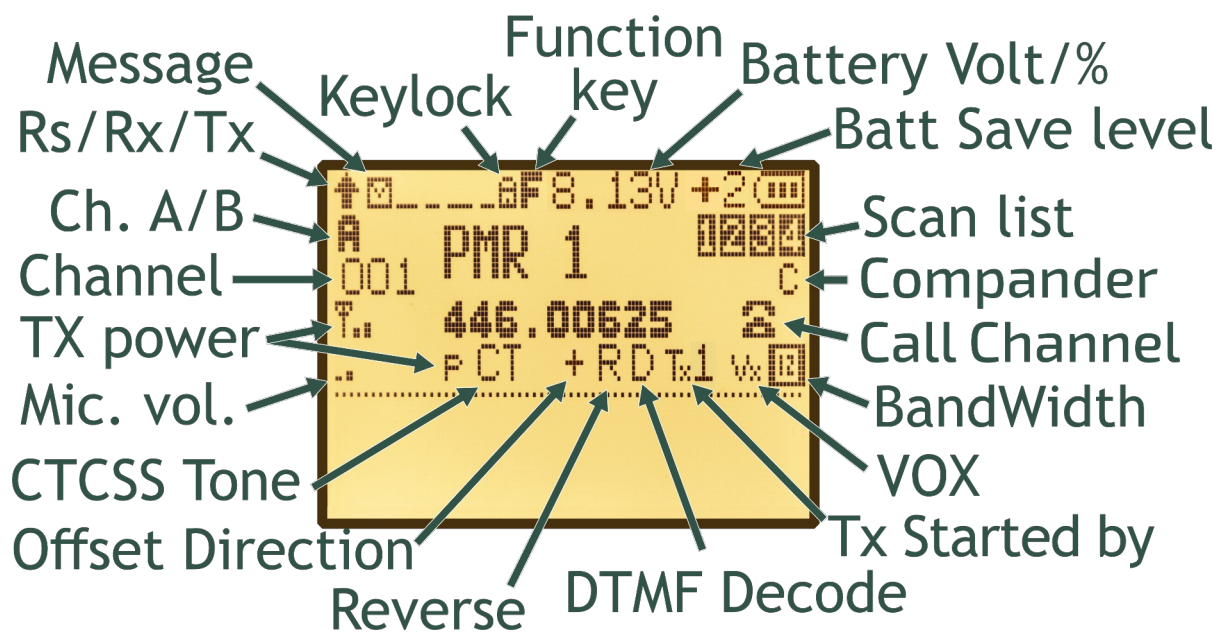 Function
key
Message
Keylock
Battery Volt/%
Rs/Rx/Tx
Batt Save level
Ch. A/B
Scan list
Channel
Compander
TX power
Call Channel
Mic. vol.
BandWidth
CTCSS Tone
VOX
Offset Direction
Tx Started by
Reverse
DTMF Decode
F 8.13V +2
A PMR 1 1234
001 C
446.00625
P CT + R D Tx1 Vx